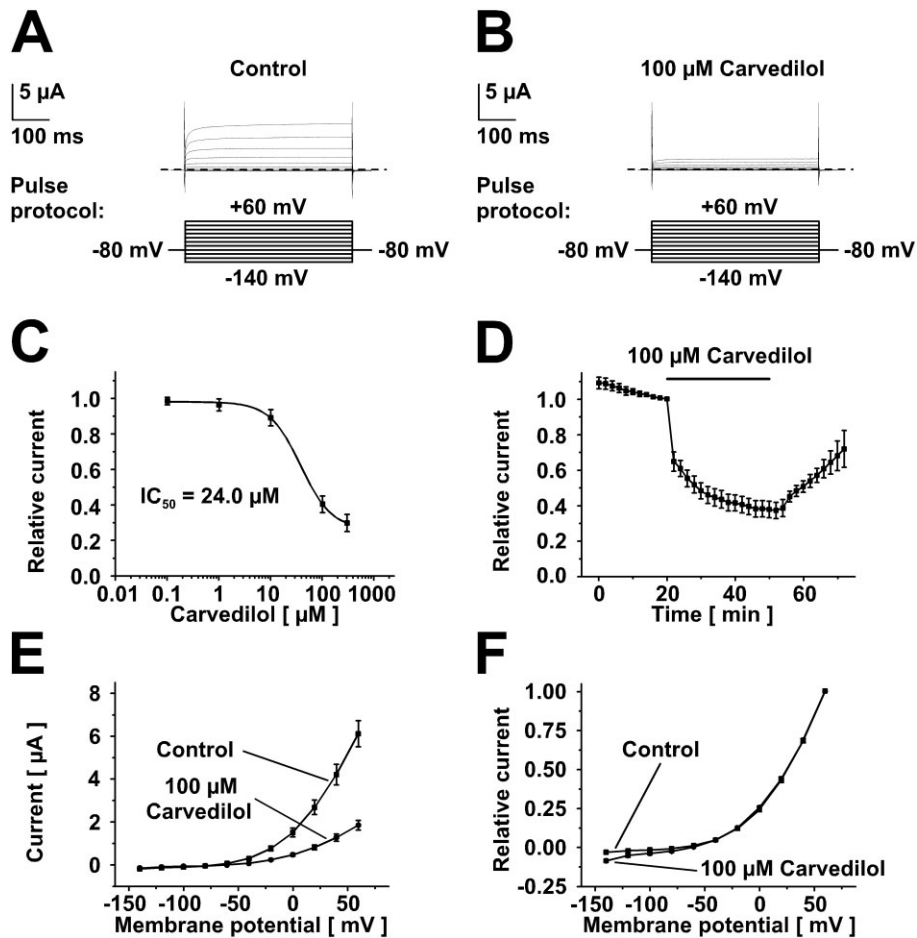 A
Control
5 µA
100 ms
Pulse
protocol:
+60 mV
-80 mV
-80 mV
-140 mV
B
100 µM Carvedilol
5 µA
100 ms
Pulse
protocol:
+60 mV
-80 mV
-80 mV
-140 mV
C
Relative current
1.0
0.8
0.6
0.4
0.2
0.0
IC50 = 24.0 µM
0.01 0.1 1 10 100 1000
Carvedilol [ µM ]
D
100 µM Carvedilol
Relative current
1.0
0.8
0.6
0.4
0.2
0.0
0 20 40 60
Time [ min ]
E
Current [ µA ]
8
6
4
2
0
Control
100 µM
Carvedilol
-150 -100 -50 0 50
Membrane potential [ mV ]
F
Relative current
1.00
0.75
0.50
0.25
0.00
-0.25
Control
100 µM Carvedilol
-150 -100 -50 0 50
Membrane potential [ mV ]